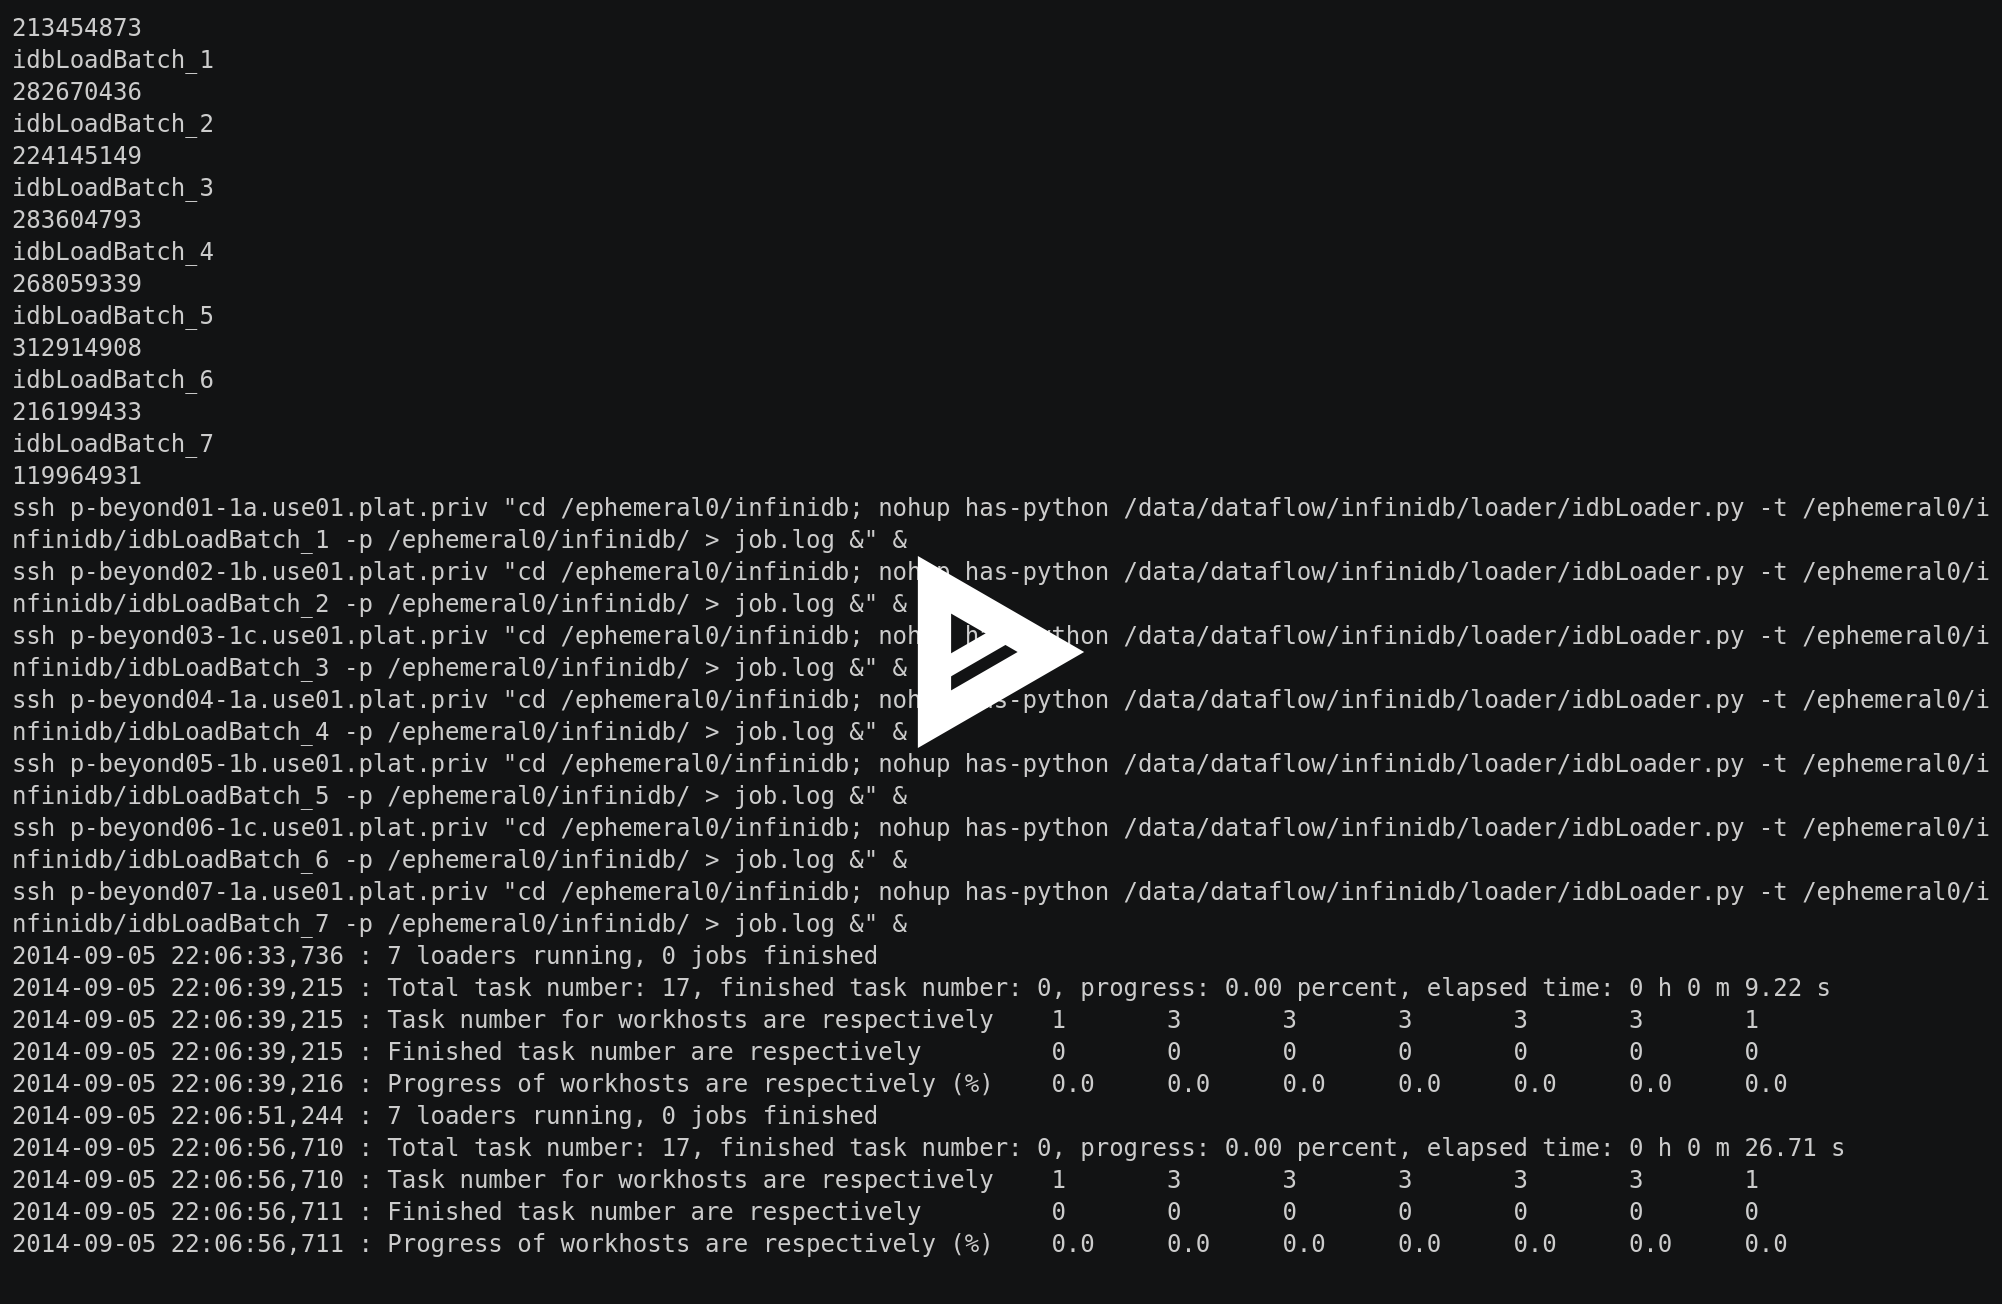 213454873
idbLoadBatch_1
282670436
idbLoadBatch_2
224145149
idbLoadBatch_3
283604793
idbLoadBatch_4
268059339
idbLoadBatch_5
312914908
idbLoadBatch_6
216199433
idbLoadBatch_7
119964931
ssh p-beyond01-1a.use01.plat.priv "cd /ephemeral0/infinidb; nohup has-python /data/dataflow/infinidb/loader/idbLoader.py -t /ephemeral0/i
nfinidb/idbLoadBatch_1 -p /ephemeral0/infinidb/ > job.log &" &
ssh p-beyond02-1b.use01.plat.priv "cd /ephemeral0/infinidb; nohup has-python /data/dataflow/infinidb/loader/idbLoader.py -t /ephemeral0/i
nfinidb/idbLoadBatch_2 -p /ephemeral0/infinidb/ > job.log &" &
ssh p-beyond03-1c.use01.plat.priv "cd /ephemeral0/infinidb; nohup has-python /data/dataflow/infinidb/loader/idbLoader.py -t /ephemeral0/i
nfinidb/idbLoadBatch_3 -p /ephemeral0/infinidb/ > job.log &" &
ssh p-beyond04-1a.use01.plat.priv "cd /ephemeral0/infinidb; nohup has-python /data/dataflow/infinidb/loader/idbLoader.py -t /ephemeral0/i
nfinidb/idbLoadBatch_4 -p /ephemeral0/infinidb/ > job.log &" &
ssh p-beyond05-1b.use01.plat.priv "cd /ephemeral0/infinidb; nohup has-python /data/dataflow/infinidb/loader/idbLoader.py -t /ephemeral0/i
nfinidb/idbLoadBatch_5 -p /ephemeral0/infinidb/ > job.log &" &
ssh p-beyond06-1c.use01.plat.priv "cd /ephemeral0/infinidb; nohup has-python /data/dataflow/infinidb/loader/idbLoader.py -t /ephemeral0/i
nfinidb/idbLoadBatch_6 -p /ephemeral0/infinidb/ > job.log &" &
ssh p-beyond07-1a.use01.plat.priv "cd /ephemeral0/infinidb; nohup has-python /data/dataflow/infinidb/loader/idbLoader.py -t /ephemeral0/i
nfinidb/idbLoadBatch_7 -p /ephemeral0/infinidb/ > job.log &" &
2014-09-05 22:06:33,736 : 7 loaders running, 0 jobs finished
2014-09-05 22:06:39,215 : Total task number: 17, finished task number: 0, progress: 0.00 percent, elapsed time: 0 h 0 m 9.22 s
2014-09-05 22:06:39,215 : Task number for workhosts are respectively    1       3       3       3       3       3       1
2014-09-05 22:06:39,215 : Finished task number are respectively         0       0       0       0       0       0       0
2014-09-05 22:06:39,216 : Progress of workhosts are respectively (%)    0.0     0.0     0.0     0.0     0.0     0.0     0.0
2014-09-05 22:06:51,244 : 7 loaders running, 0 jobs finished
2014-09-05 22:06:56,710 : Total task number: 17, finished task number: 0, progress: 0.00 percent, elapsed time: 0 h 0 m 26.71 s
2014-09-05 22:06:56,710 : Task number for workhosts are respectively    1       3       3       3       3       3       1
2014-09-05 22:06:56,711 : Finished task number are respectively         0       0       0       0       0       0       0
2014-09-05 22:06:56,711 : Progress of workhosts are respectively (%)    0.0     0.0     0.0     0.0     0.0     0.0     0.0